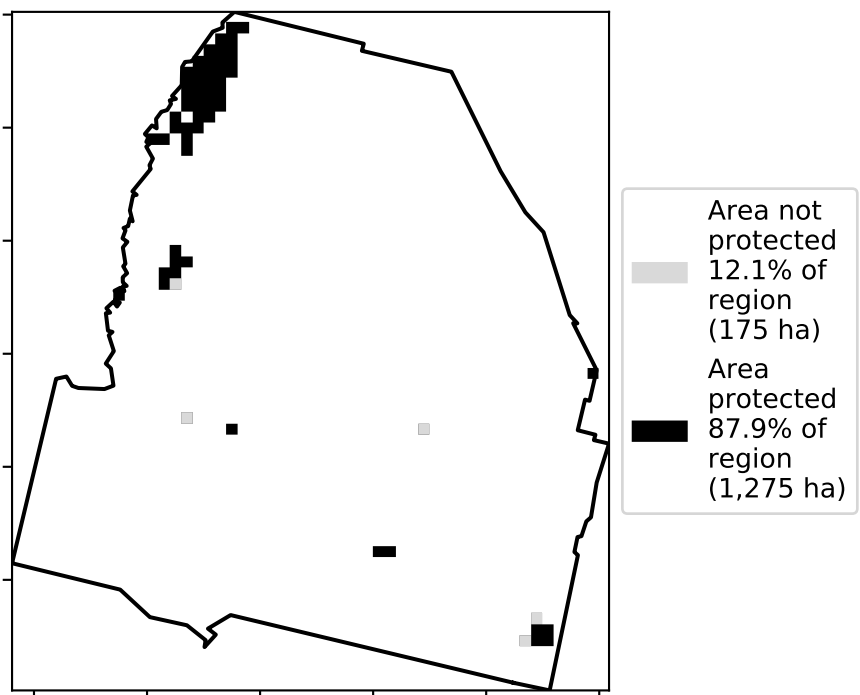 Area not
protected
12.1% of
region
(175 ha)
Area
protected
87.9% of
region
(1,275 ha)